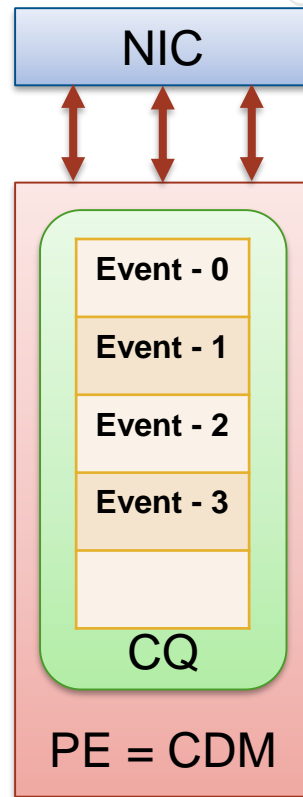 NIC
Event - 0
Event - 1
Event - 2
Event - 3
CQ
PE = CDM